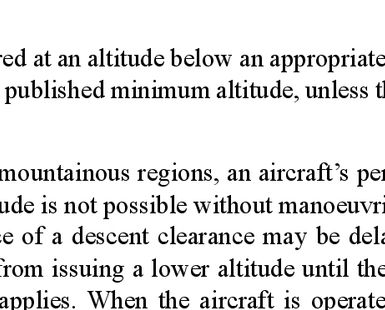 red at an altitude below an appropriate
published minimum altitude, unless t
mountainous regions, an aircraft’s per
ude is not possible without manoeuvri
e of a descent clearance may be dela
from issuing a lower altitude until the
applies. When the aircraft is operate